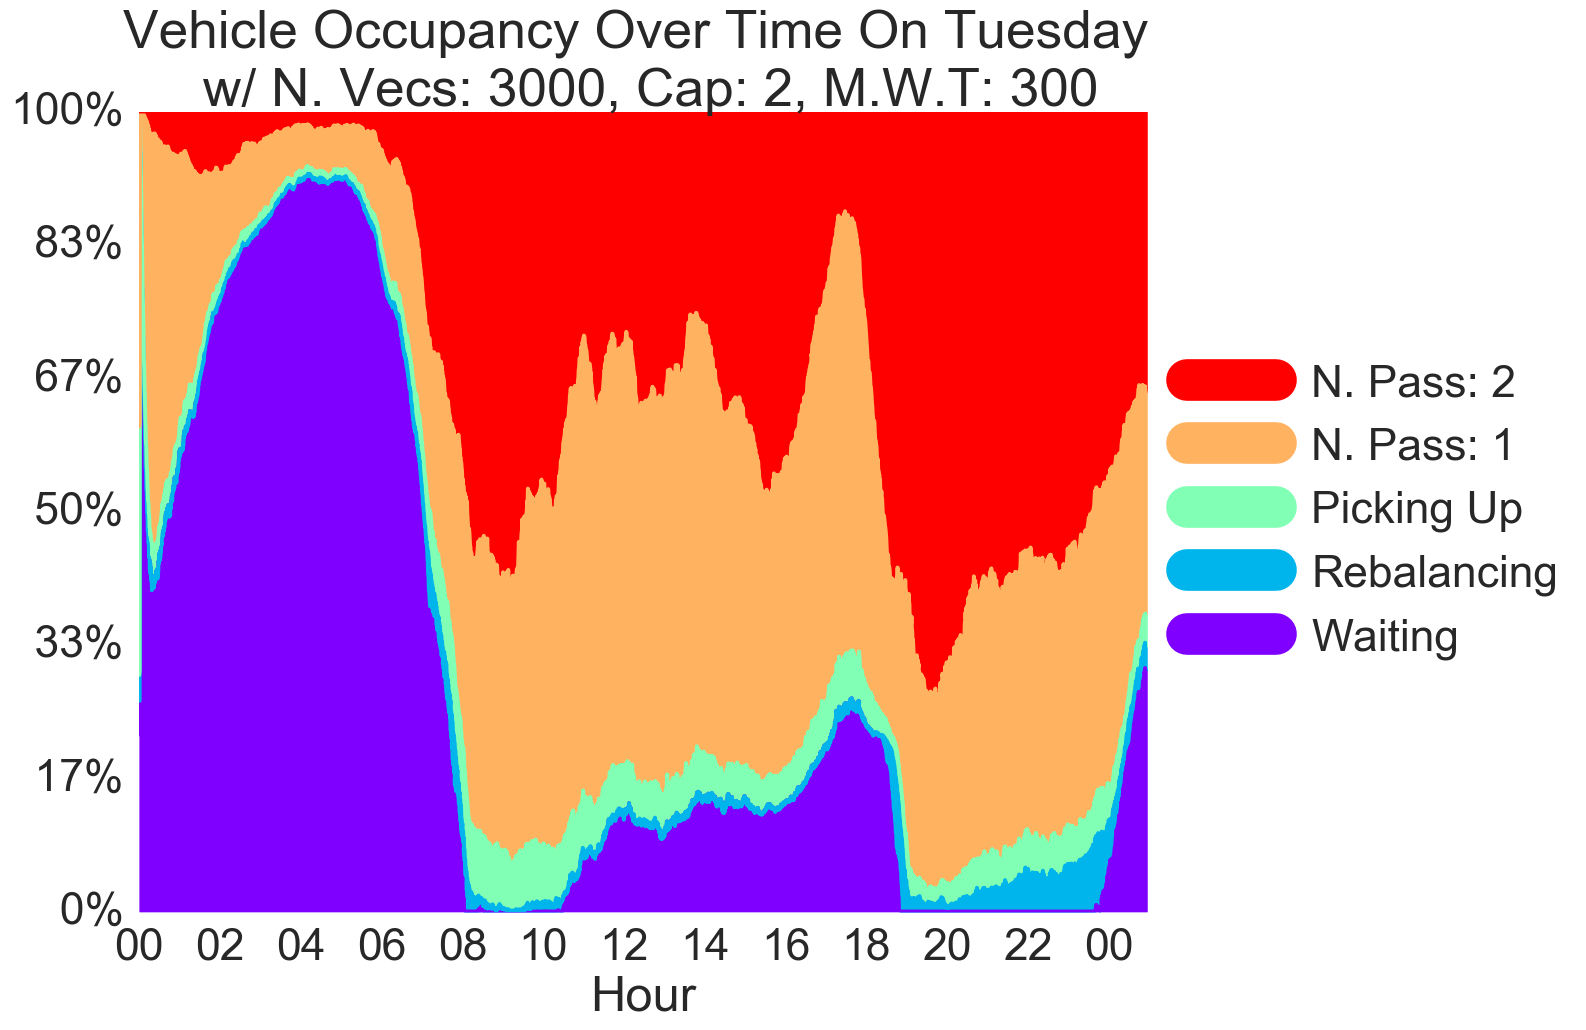 Vehicle Occupancy Over Time On Tuesday
w/ N. Vecs: 3000, Cap: 2, M.W.T: 300
100%
83%
67%
50%
33%
17%
0%
00 02 04 06 08 10 12 14 16 18 20 22 00
Hour
N. Pass: 2
N. Pass: 1
Picking Up
Rebalancing
Waiting